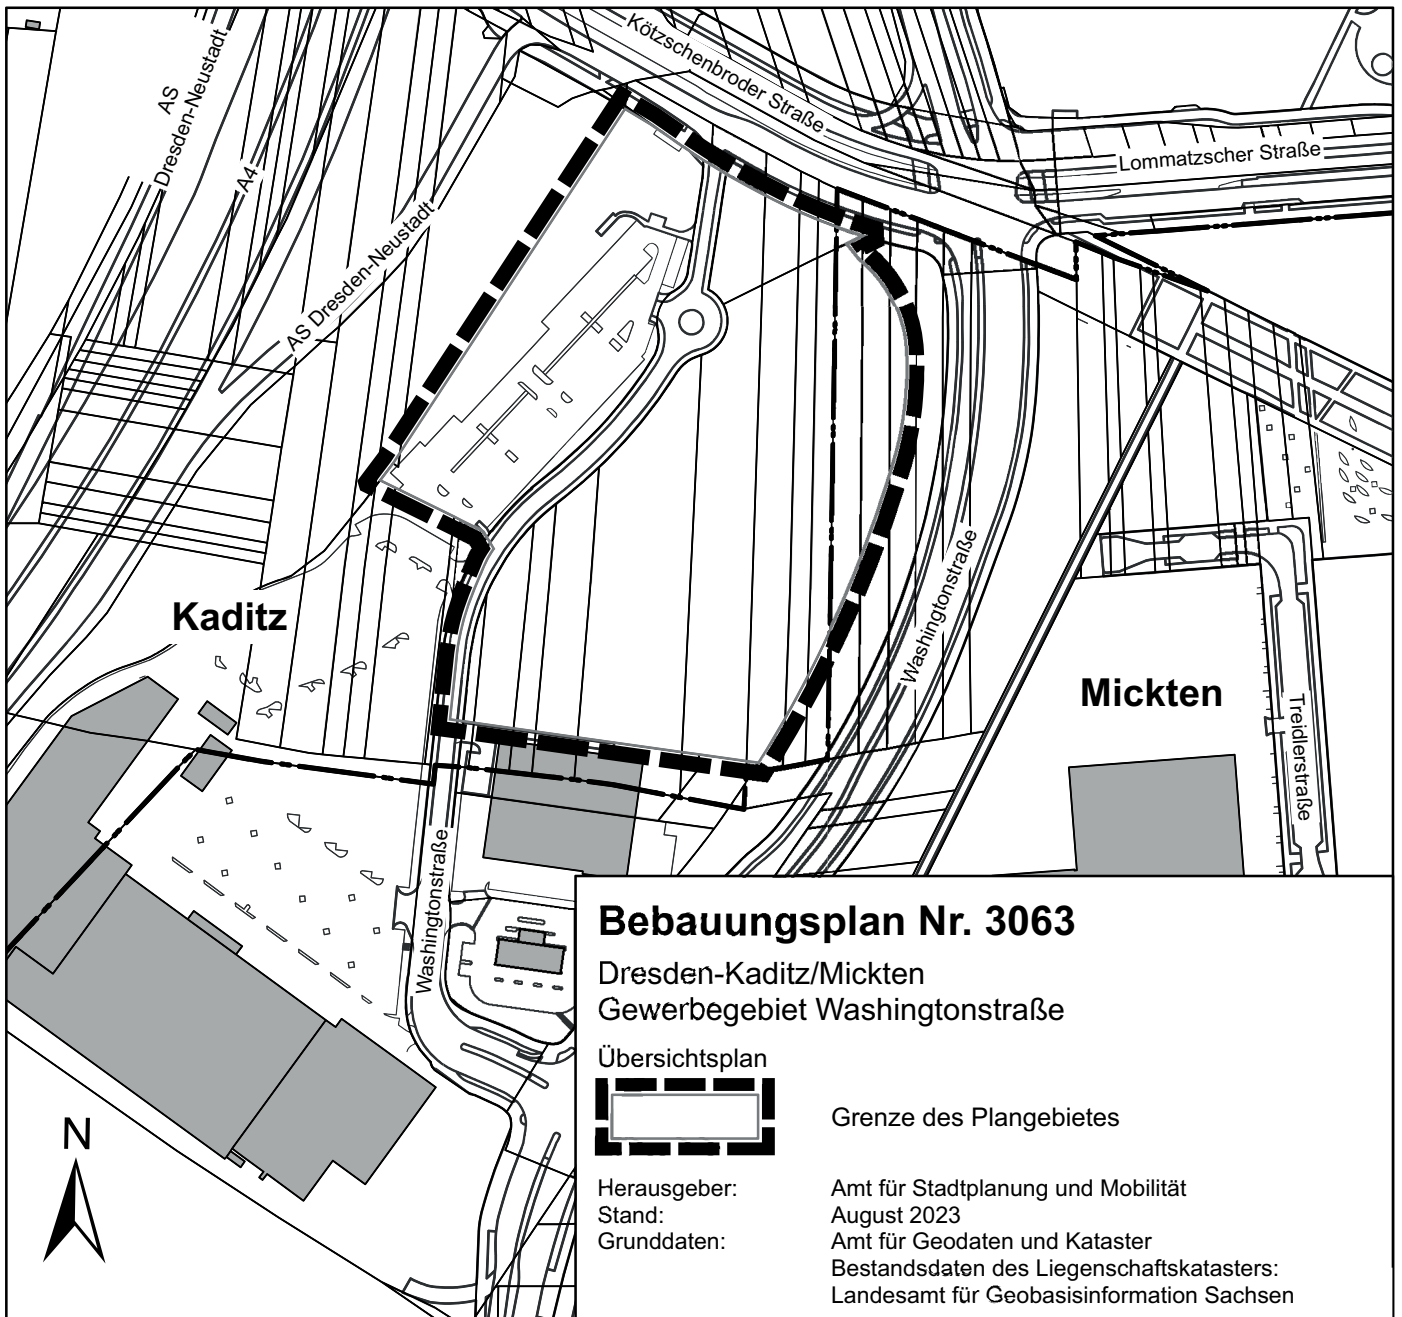 Kötzschenbroder Straße
AS
Dresden-Neustadt
A4
AS Dresden-Neustadt
Lommatzscher Straße
Kaditz
Washingtonstraße
Mickten
Treidlerstraße
Washingtonstraße
Bebauungsplan Nr. 3063
Dresden-Kaditz/Mickten
Gewerbegebiet Washingtonstraße
Übersichtsplan
Grenze des Plangebietes
Herausgeber: Amt für Stadtplanung und Mobilität
Stand: August 2023
Grunddaten: Amt für Geodaten und Kataster
Bestandsdaten des Liegenschaftskatasters:
Landesamt für Geobasisinformation Sachsen
N